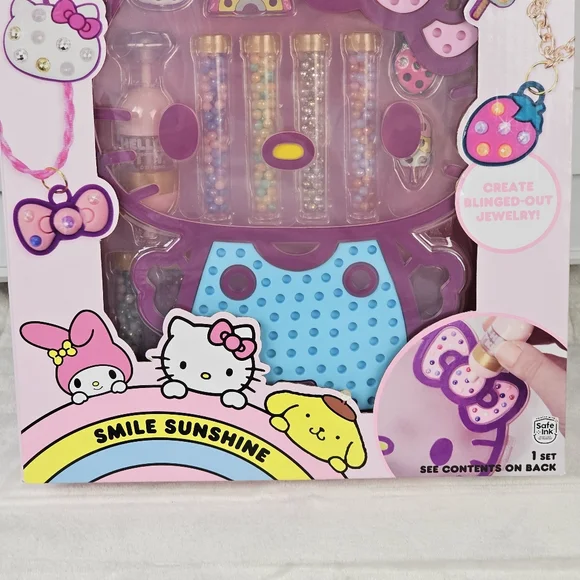 CREATE
BLINGED-OUT
JEWELRY!
SMILE SUNSHINE
Safe
Ink
1 SET
SEE CONTENTS ON BACK